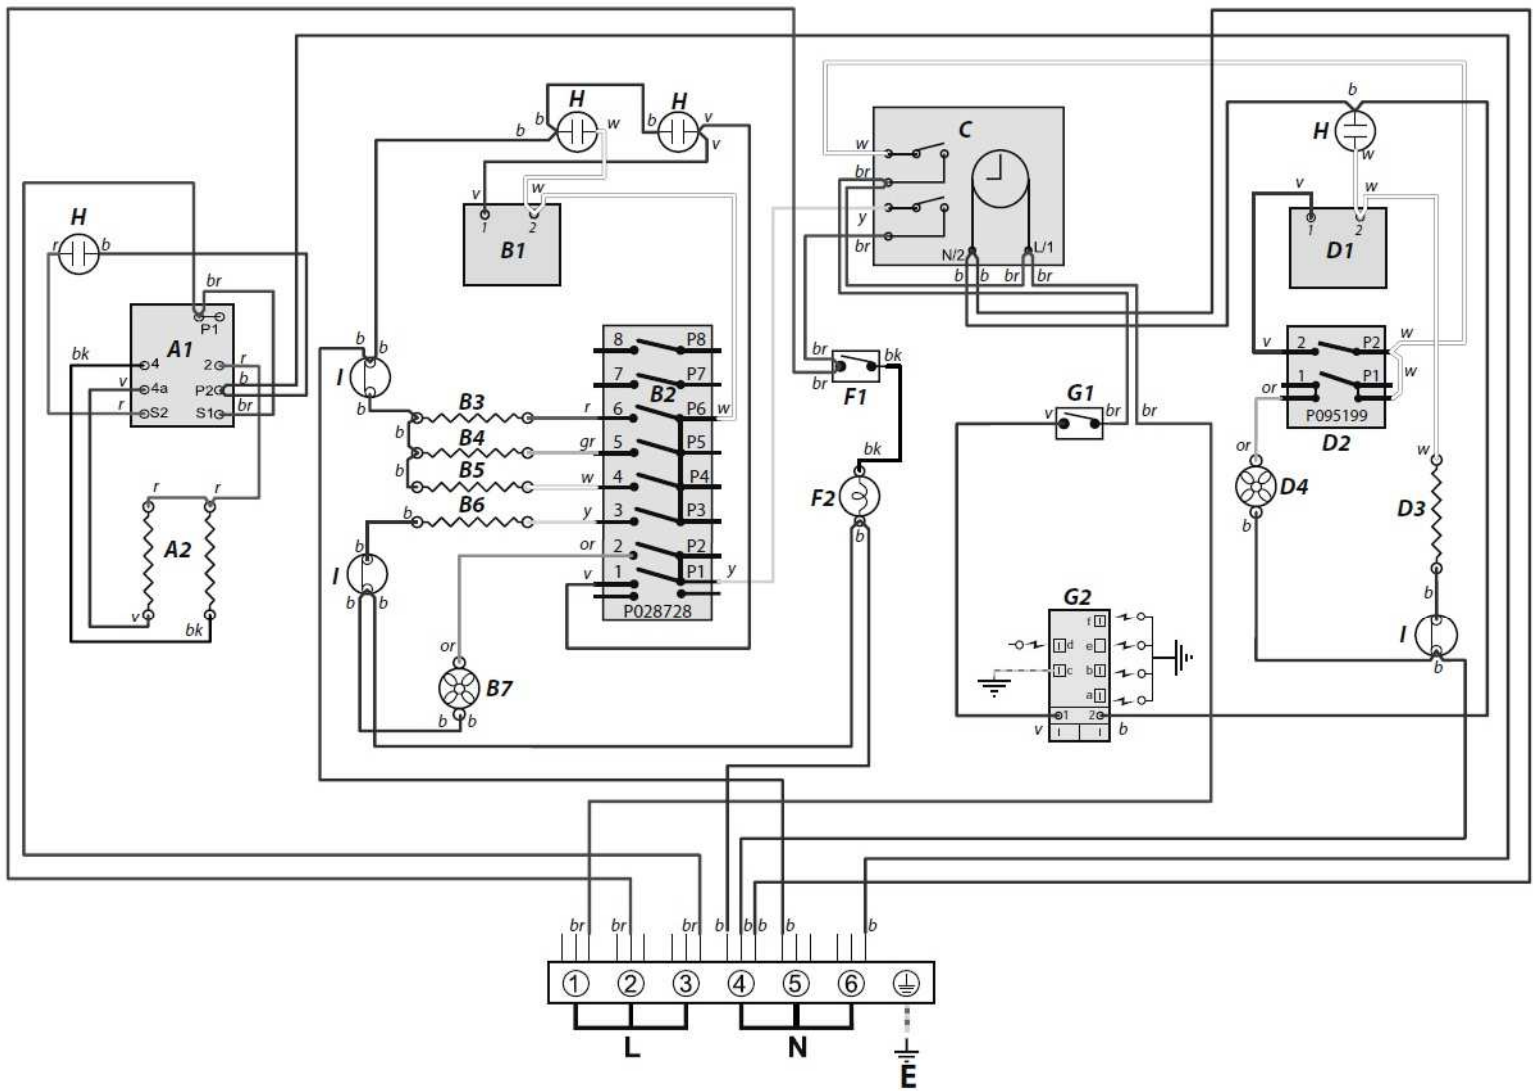 b
H
b
H
b
H
v
b
w
b
v
C
H
w
w
br
v
w
v
w
y
H
r
b
1
2
B1
br
N/2
L/1
b
b
br
br
1
2
D1
br
P1
A1
bk
4
2
r
v
4a
P2
b
r
S2
S1
br
b
b
I
b
8
P8
7
P7
B2
B3
r
6
P6
w
b
B4
gr
5
P5
b
B5
w
4
P4
B6
b
y
3
P3
or
2
P2
v
1
P1
y
P028728
br
br
bk
F1
G1
v
br
br
v
2
P2
w
or
1
P1
w
P095199
D2
bk
F2
b
or
D4
b
w
D3
b
I
b
r
r
A2
v
bk
b
I
b
b
or
B7
b
b
G2
f
d
e
c
b
a
1
2
v
b
br
br
br
b
b
b
b
b
1
2
3
4
5
6
L
N
E